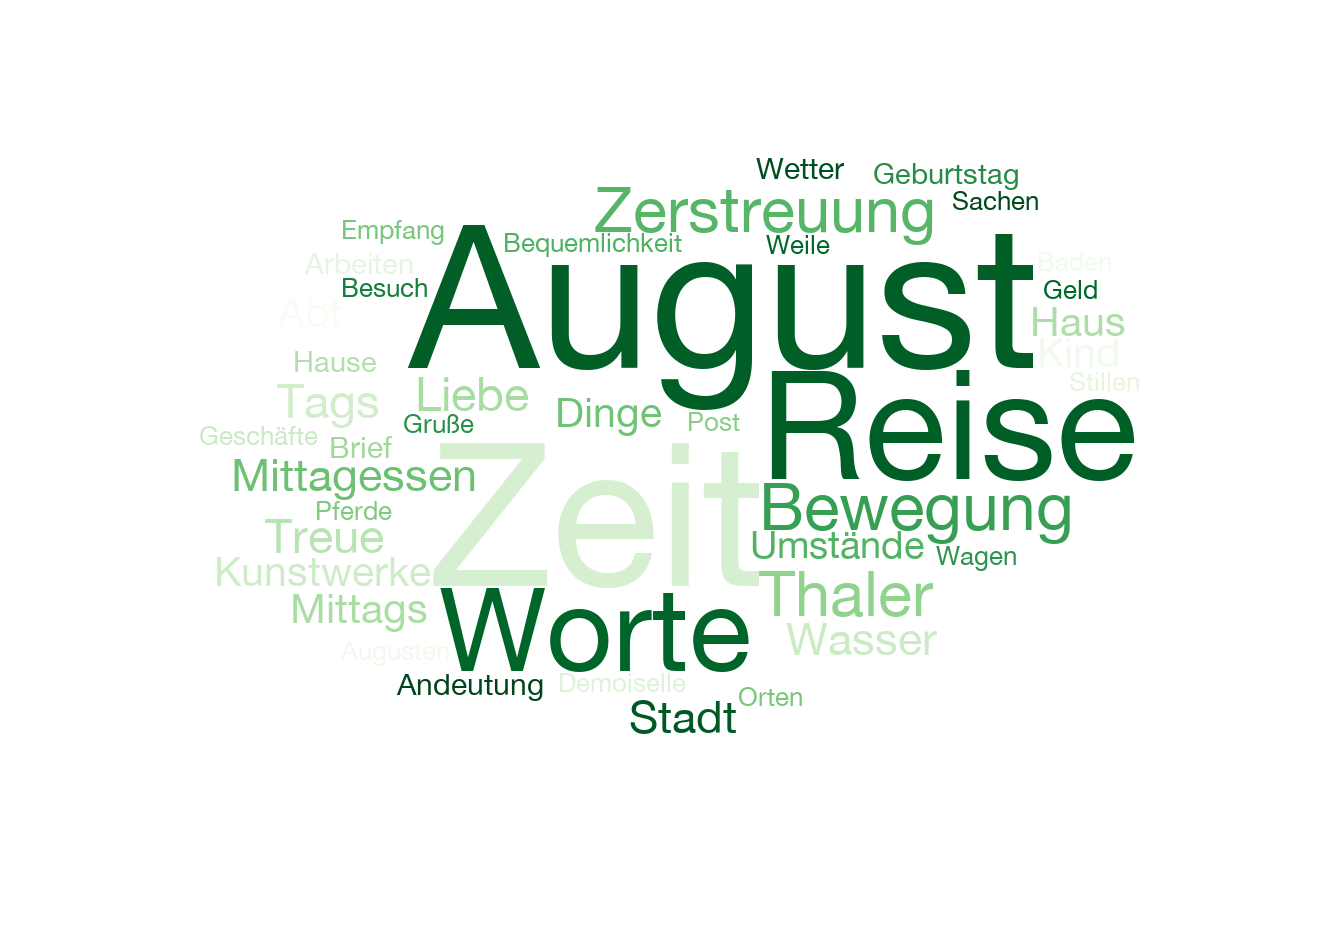 Wetter
Geburtstag
Zerstreuung
Sachen
Empfang
Bequemlichkeit
Weile
August
Arbeiten
Baden
Besuch
Geld
Abt
Haus
Kind
Hause
Stillen
Tags
Liebe
Dinge
Post
Gruße
Reise
Geschäfte
Brief
Mittagessen
Zeit
Bewegung
Pferde
Treue
Umstände
Wagen
Kunstwerke
Thaler
Mittags
Worte
Wasser
Augusten
Andeutung
Demoiselle
Orten
Stadt